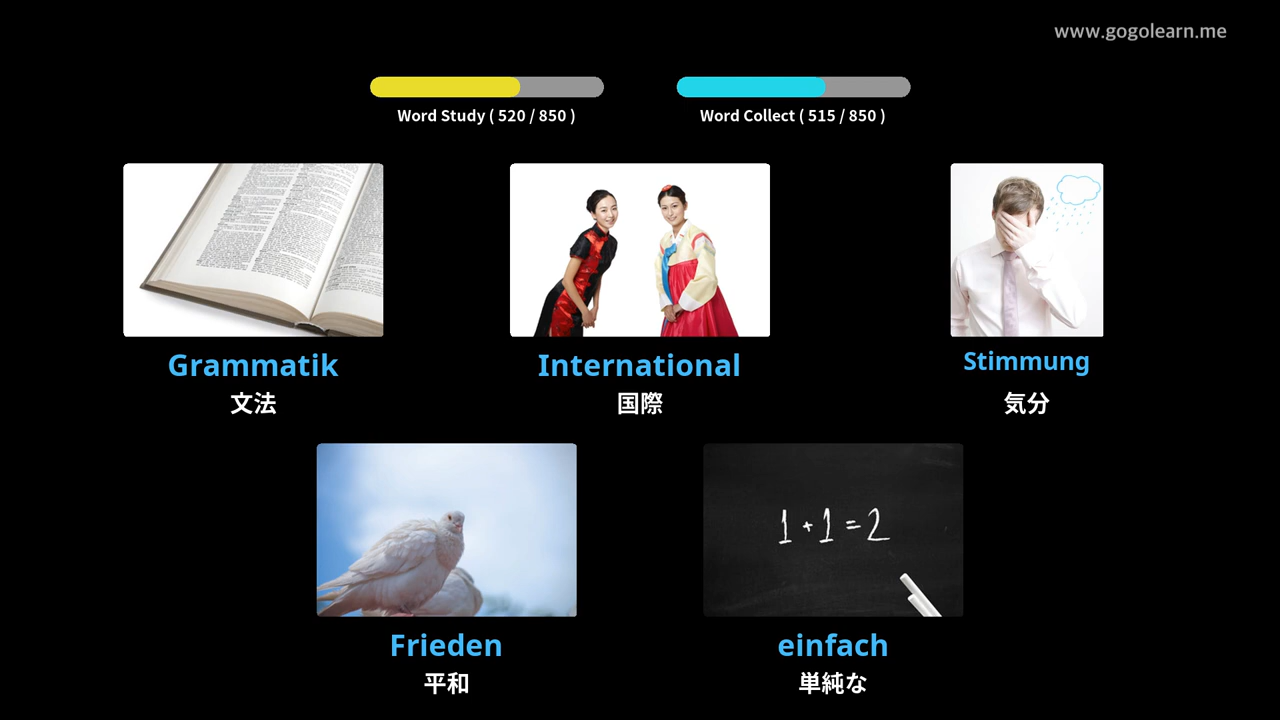 www.gogolearn.me
Word Study ( 520 / 850 )
Word Collect ( 515 / 850 )
Grammatik
文法
International
国際
Stimmung
気分
1 + 1 = 2
Frieden
平和
einfach
単純な